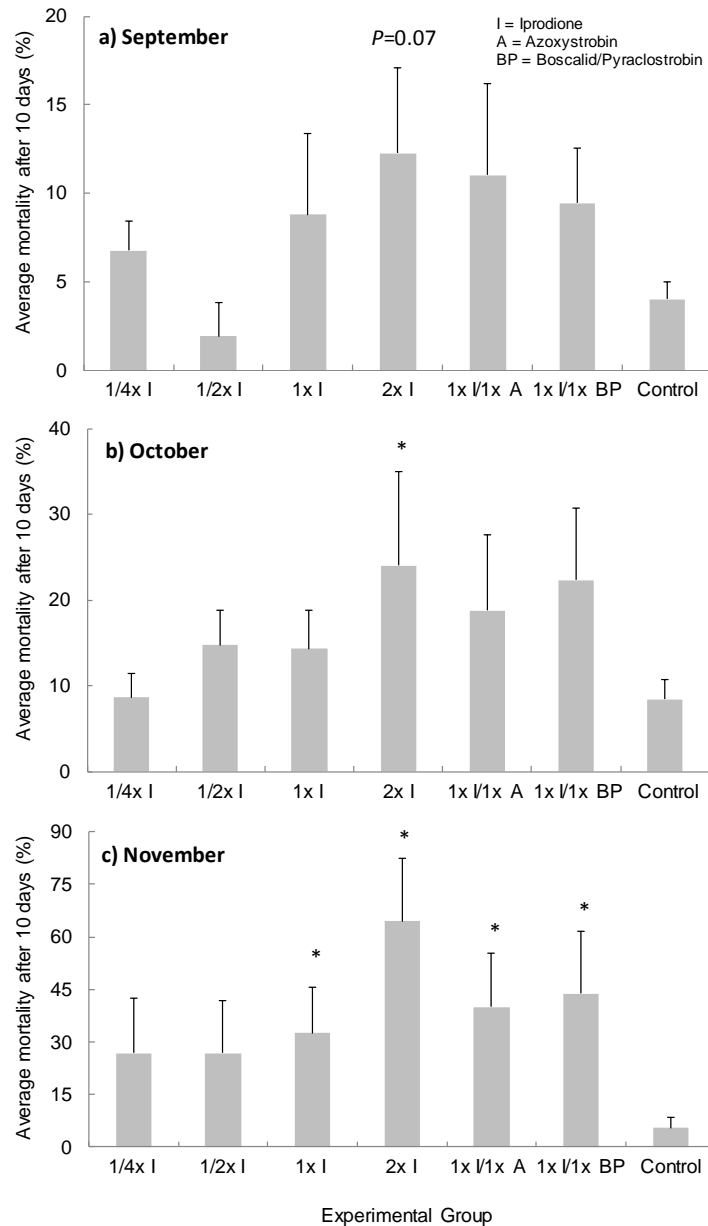 a) September
P=0.07
I = Iprodione
A = Azoxystrobin
BP = Boscalid/Pyraclostrobin
Average mortality after 10 days (%)
20
15
10
5
0
1/4x I 1/2x I 1x I 2x I 1x I/1x A 1x I/1x BP Control
b) October
*
Average mortality after 10 days (%)
40
30
20
10
0
1/4x I 1/2x I 1x I 2x I 1x I/1x A 1x I/1x BP Control
c) November
* * * *
Average mortality after 10 days (%)
90
75
60
45
30
15
0
1/4x I 1/2x I 1x I 2x I 1x I/1x A 1x I/1x BP Control
Experimental Group